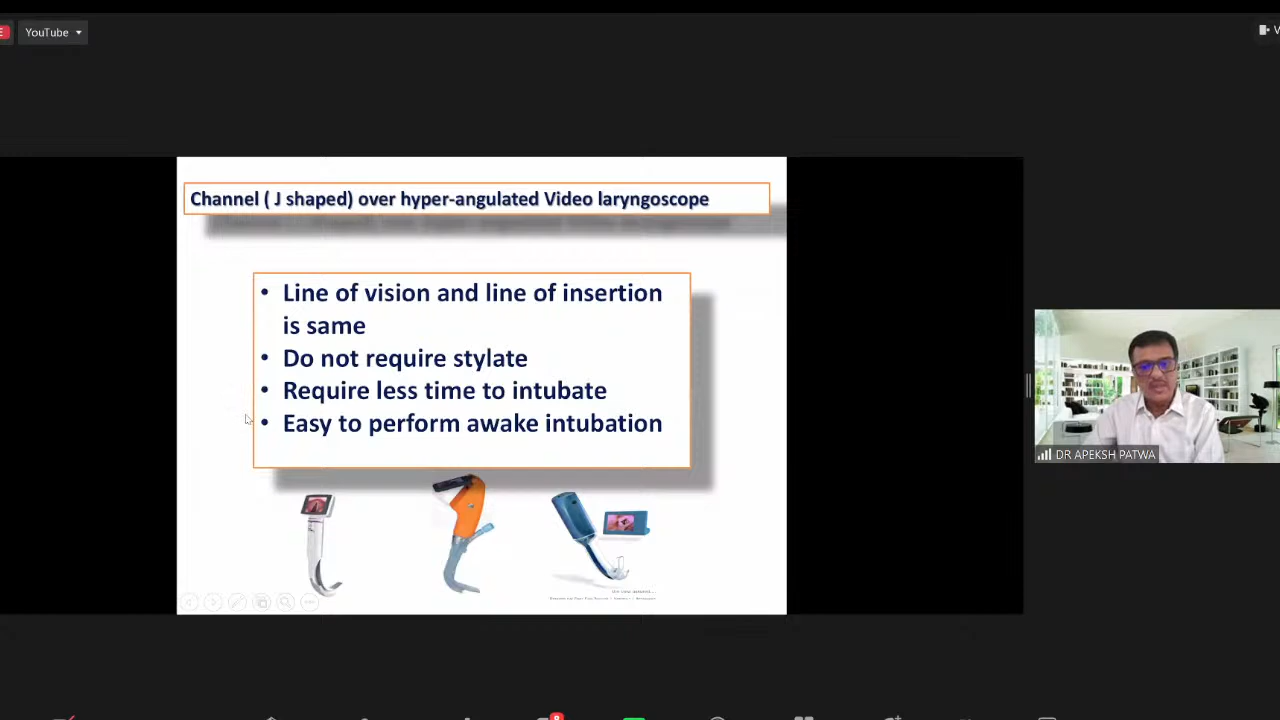 YouTube
V
Channel ( J shaped) over hyper-angulated Video laryngoscope
• Line of vision and line of insertion
is same
• Do not require stylate
• Require less time to intubate
• Easy to perform awake intubation
DR APEKSH PATWA